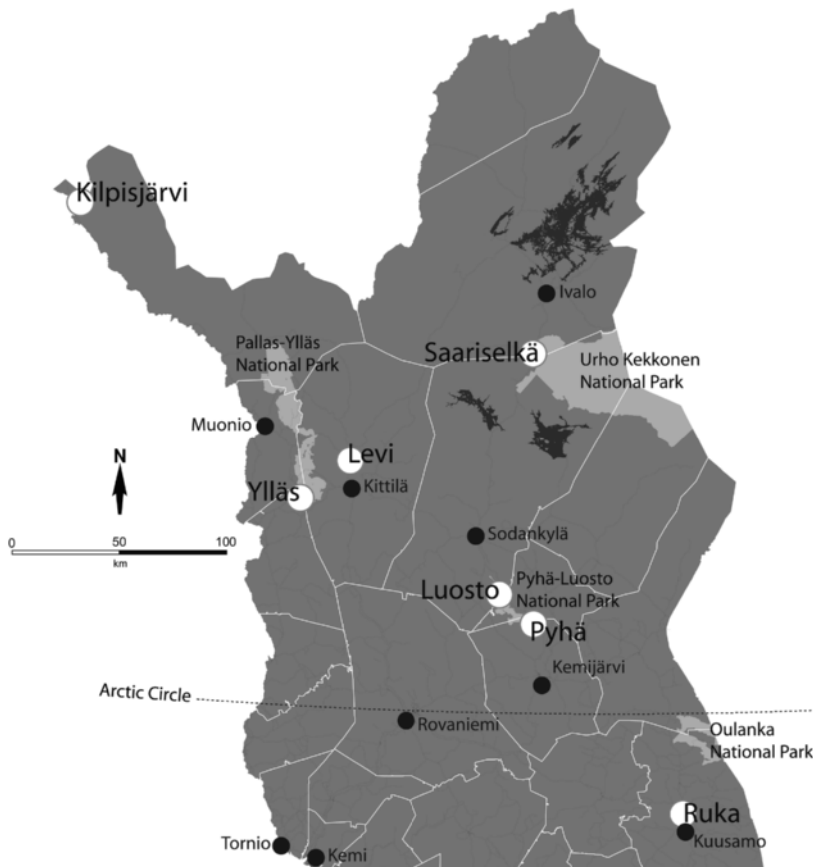 Kilpisjärvi
Ivalo
Pallas-Ylläs
National Park
Saariselkä
Urho Kekkonen
National Park
Muonio
Levi
N
Ylläs
Kittilä
0 50 100
km
Sodankylä
Luosto
Pyhä-Luosto
National Park
Pyhä
Kemijärvi
Arctic Circle
Rovaniemi
Oulanka
National Park
Ruka
Kuusamo
Tornio
Kemi